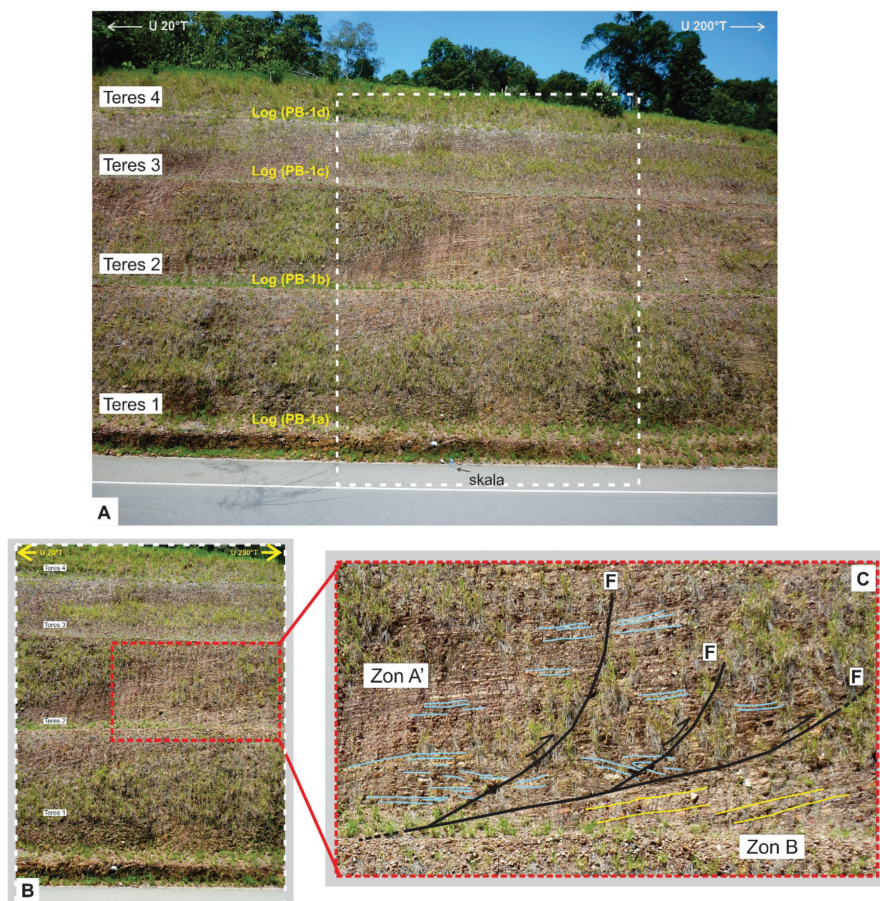 U 20°T
U 200°T
Teres 4
Log (PB-1d)
Teres 3
Log (PB-1c)
Teres 2
Log (PB-1b)
Teres 1
Log (PB-1a)
skala
A
U 20°T
U 200°T
Teres 4
Teres 3
Teres 2
Teres 1
B
C
F
F
F
Zon A'
Zon B